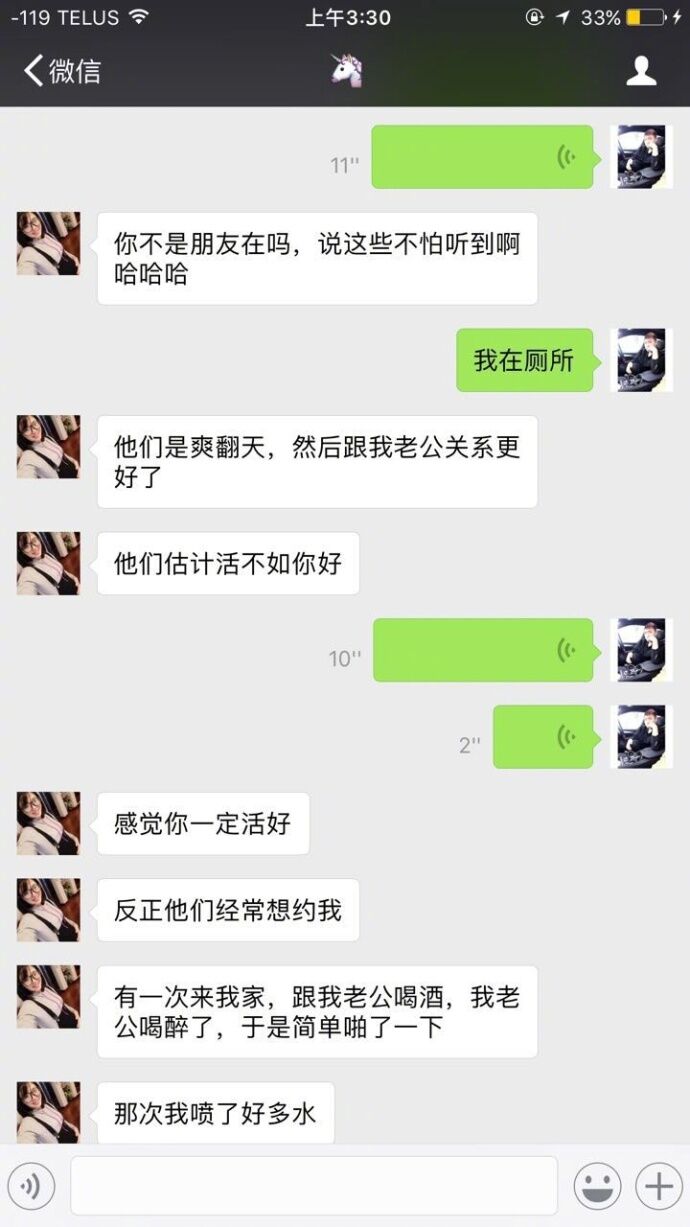 -119 TELUS 上午3:30 33%
微信
11''
你不是朋友在吗，说这些不怕听到啊
哈哈哈
我在厕所
他们是爽翻天，然后跟我老公关系更
好了
他们估计活不如你好
10''
2''
感觉你一定活好
反正他们经常想约我
有一次来我家，跟我老公喝酒，我老
公喝醉了，于是简单啪了一下
那次我喷了好多水